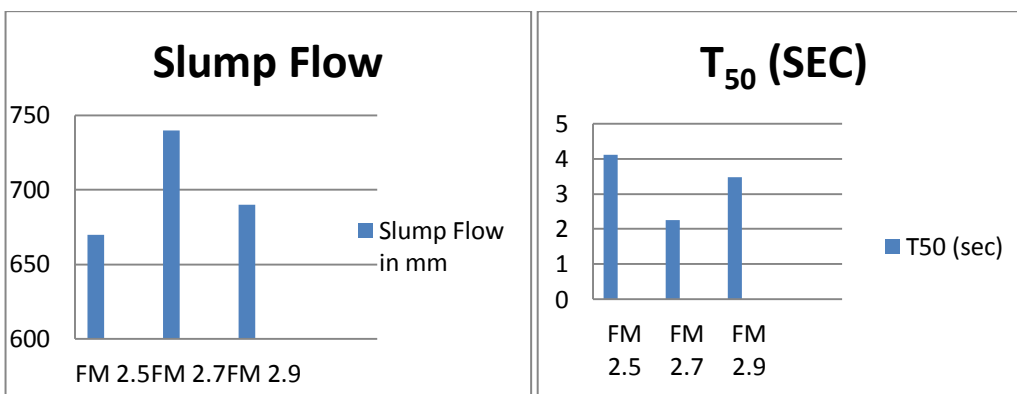 Slump Flow
750
700
650
600
FM 2.5FM 2.7FM 2.9
Slump Flow
in mm
T50 (SEC)
5
4
3
2
1
0
FM FM FM
2.5 2.7 2.9
T50 (sec)